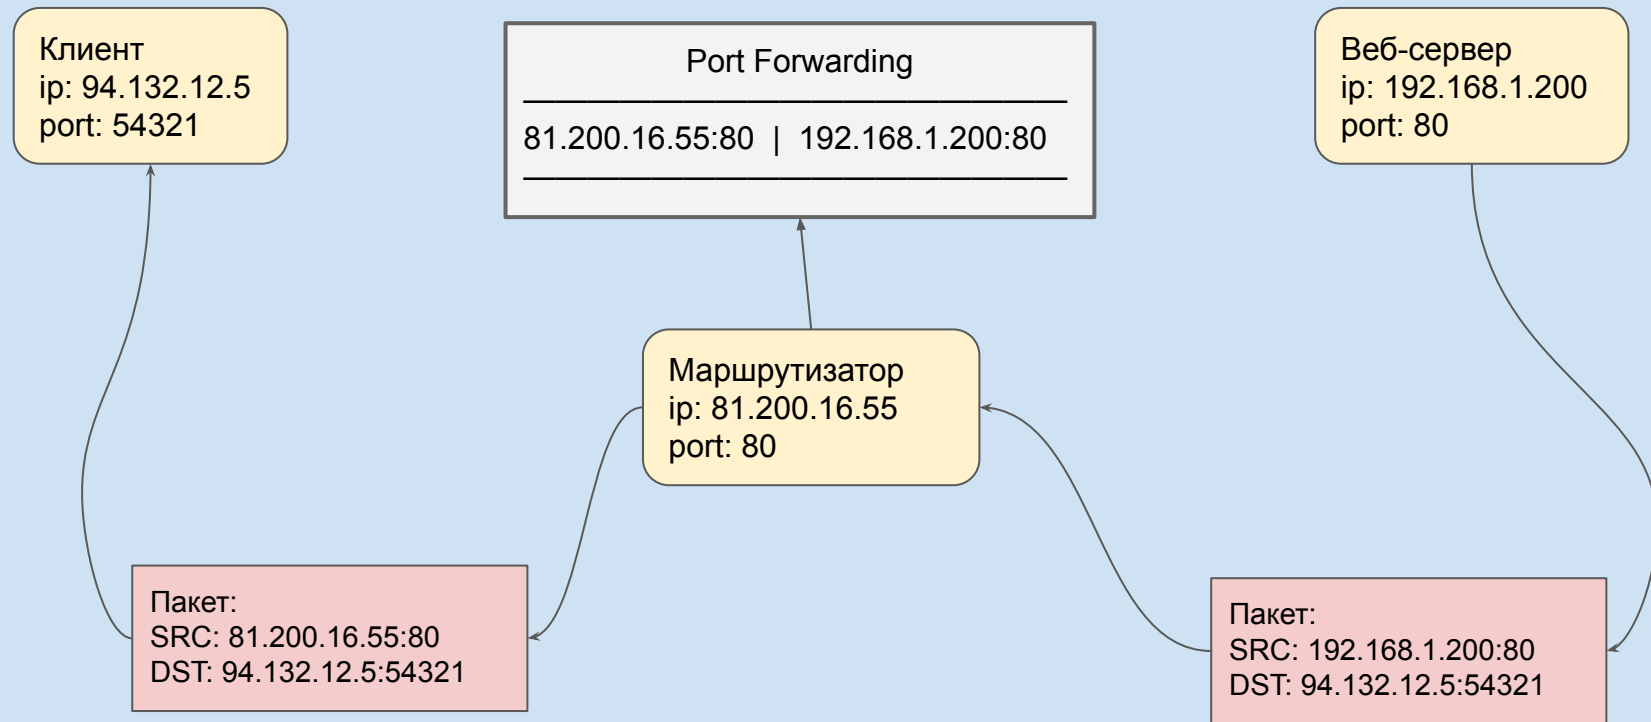 Клиент
ip: 94.132.12.5
port: 54321
Port Forwarding
81.200.16.55:80 | 192.168.1.200:80
Веб-сервер
ip: 192.168.1.200
port: 80
Маршрутизатор
ip: 81.200.16.55
port: 80
Пакет:
SRC: 81.200.16.55:80
DST: 94.132.12.5:54321
Пакет:
SRC: 192.168.1.200:80
DST: 94.132.12.5:54321